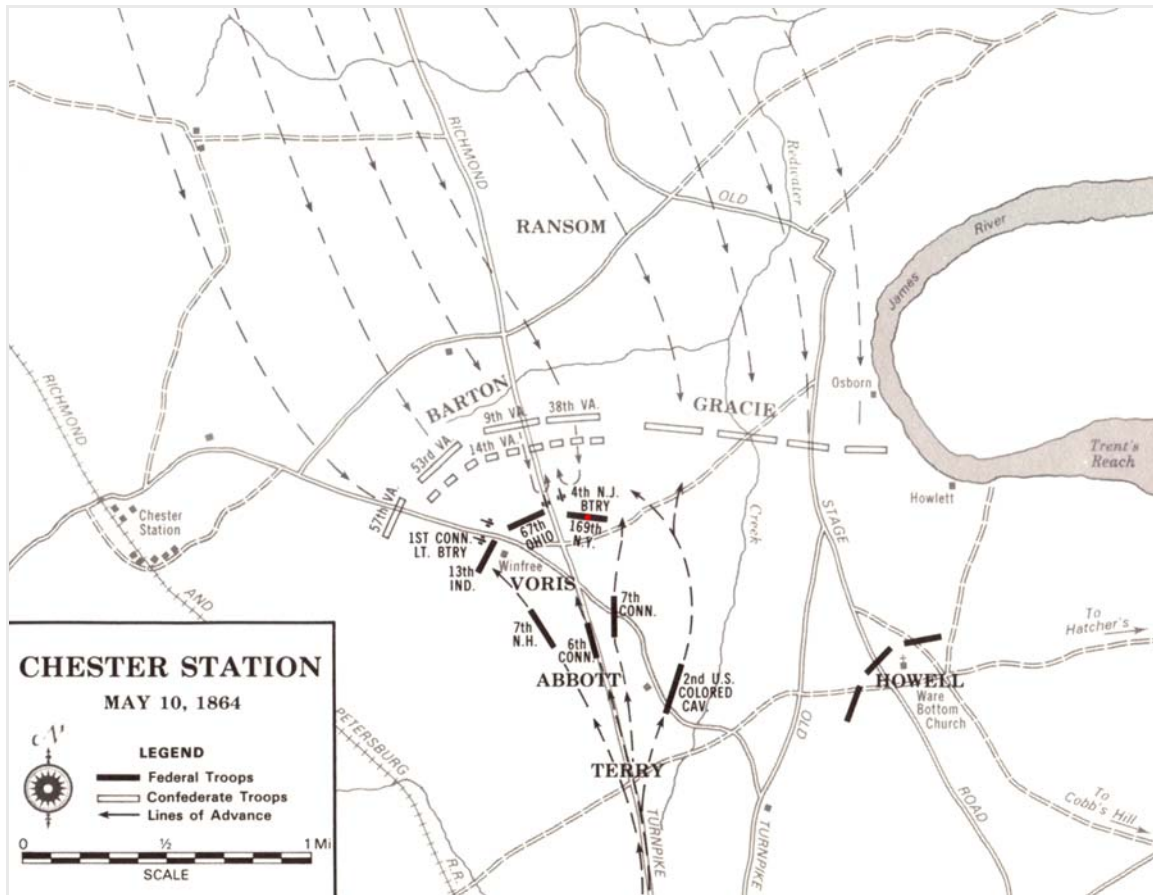 RICHMOND
OLD
Redwater
RANSOM
River
James
RICHMOND
BARTON
9th VA.
38th VA.
GRACIE
Osborn
14th VA.
53rd VA
Trent's
Reach
57th VA.
4th N.J.
BTRY
Howlett
Chester
Station
1ST CONN.
LT. BTRY
67th
OHIO
169th
N.Y.
Creek
STAGE
13th
IND.
Winfree
VORIS
7th
CONN.
To
Hatcher's
7th
N.H.
6th
CONN.
ABBOTT
2nd U.S.
COLORED
CAV.
HOWELL
Ware
Bottom
Church
AND
OLD
PETERSBURG
TERRY
ROAD
To
Cobb's Hill
TURNPIKE
TURNPIKE
R.R.
CHESTER STATION
MAY 10, 1864
N
LEGEND
Federal Troops
Confederate Troops
Lines of Advance
0 ½ 1 Mi
SCALE